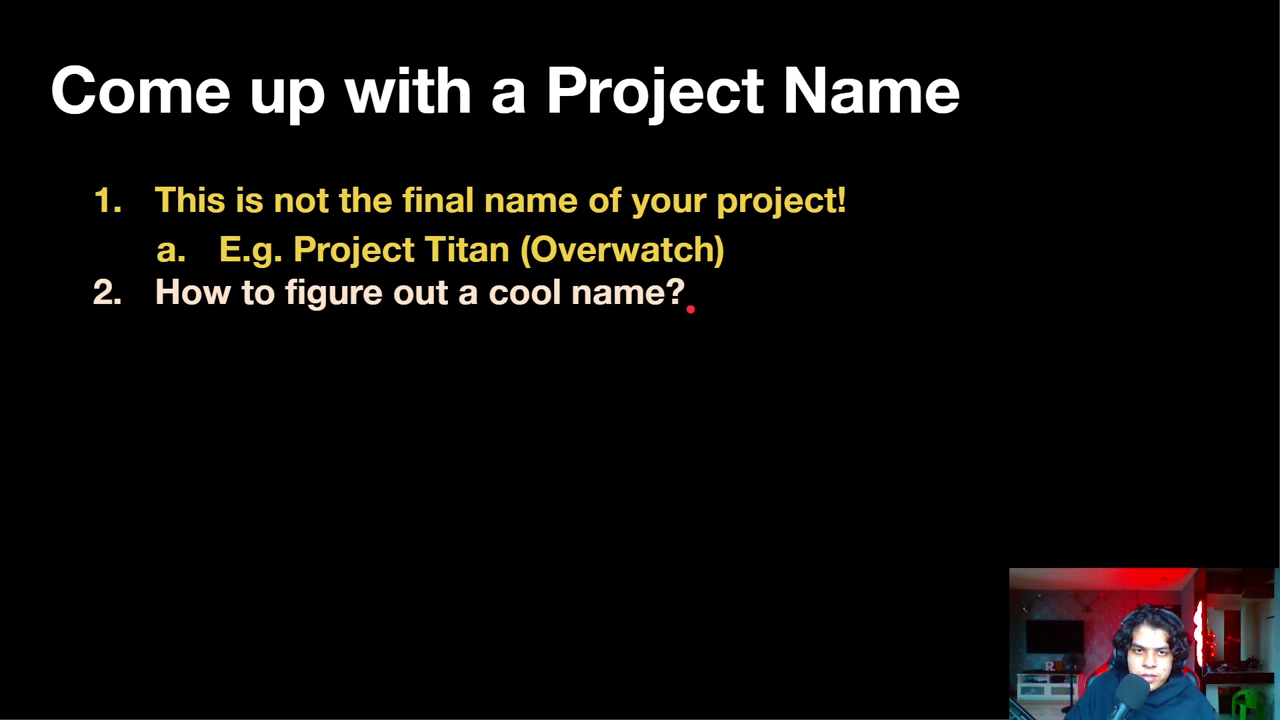 Come up with a Project Name
1. This is not the final name of your project!
a. E.g. Project Titan (Overwatch)
2. How to figure out a cool name?